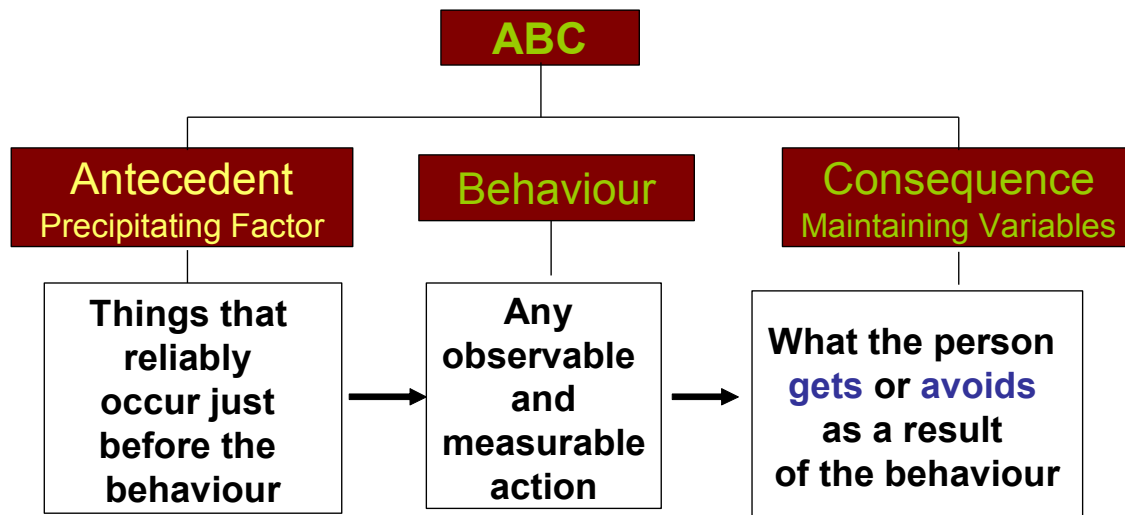 ABC
Antecedent
Precipitating Factor
Behaviour
Consequence
Maintaining Variables
Things that
reliably
occur just
before the
behaviour
Any
observable
and
measurable
action
What the person
gets or avoids
as a result
of the behaviour